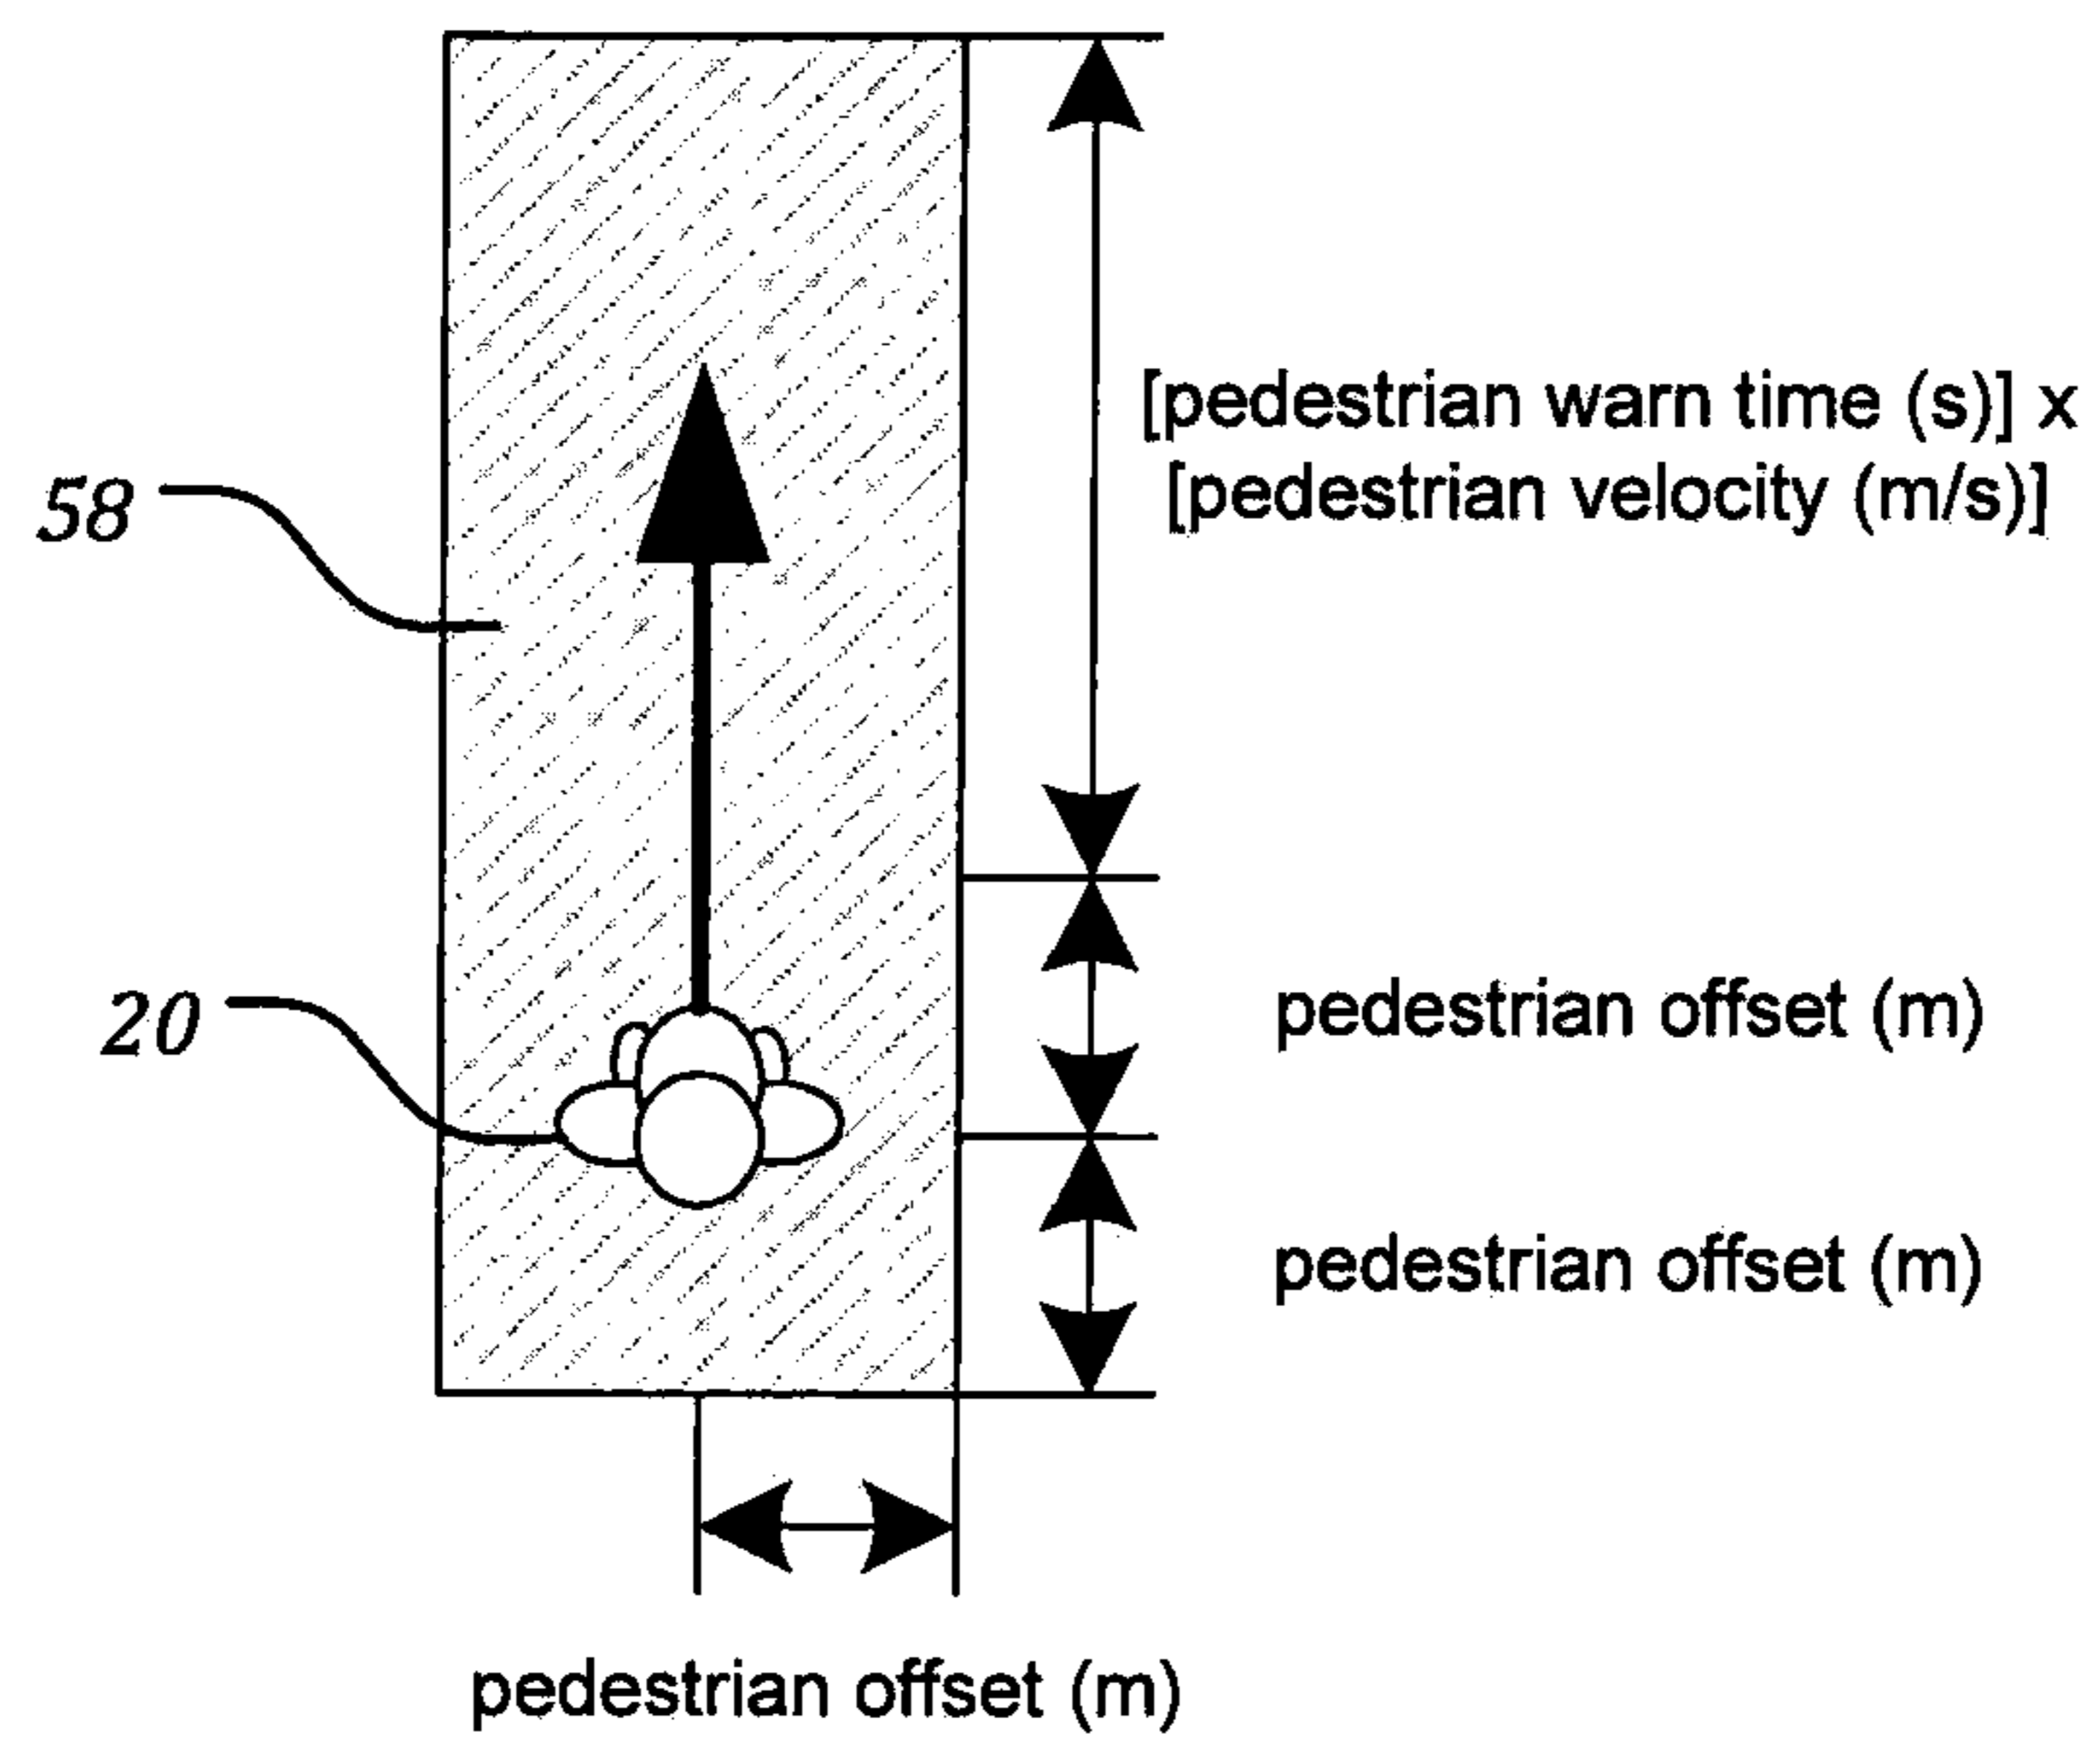 [pedestrian warn time (s)] x
[pedestrian velocity (m/s)]
58
20
pedestrian offset (m)
pedestrian offset (m)
pedestrian offset (m)